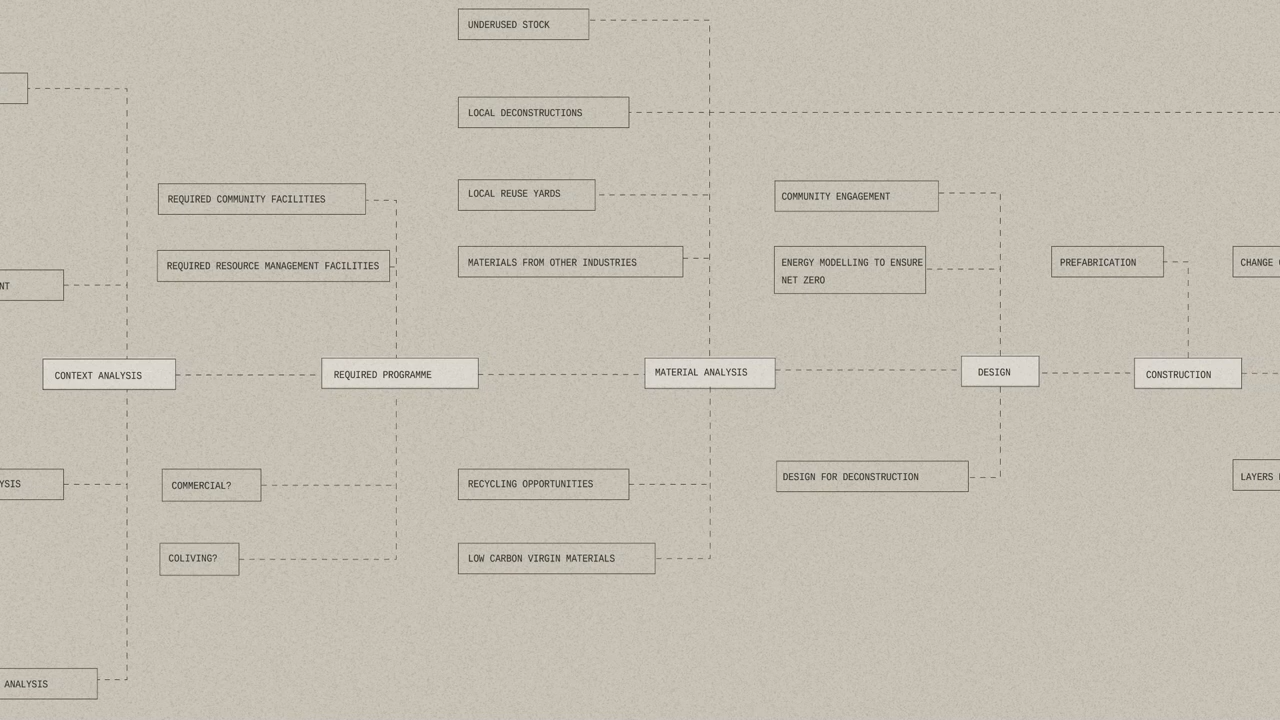 UNDERUSED STOCK
LOCAL DECONSTRUCTIONS
REQUIRED COMMUNITY FACILITIES
LOCAL REUSE YARDS
COMMUNITY ENGAGEMENT
REQUIRED RESOURCE MANAGEMENT FACILITIES
MATERIALS FROM OTHER INDUSTRIES
ENERGY MODELLING TO ENSURE
NET ZERO
PREFABRICATION
CHANGE
NT
CONTEXT ANALYSIS
REQUIRED PROGRAMME
MATERIAL ANALYSIS
DESIGN
CONSTRUCTION
YSIS
COMMERCIAL?
RECYCLING OPPORTUNITIES
DESIGN FOR DECONSTRUCTION
LAYERS
COLIVING?
LOW CARBON VIRGIN MATERIALS
ANALYSIS